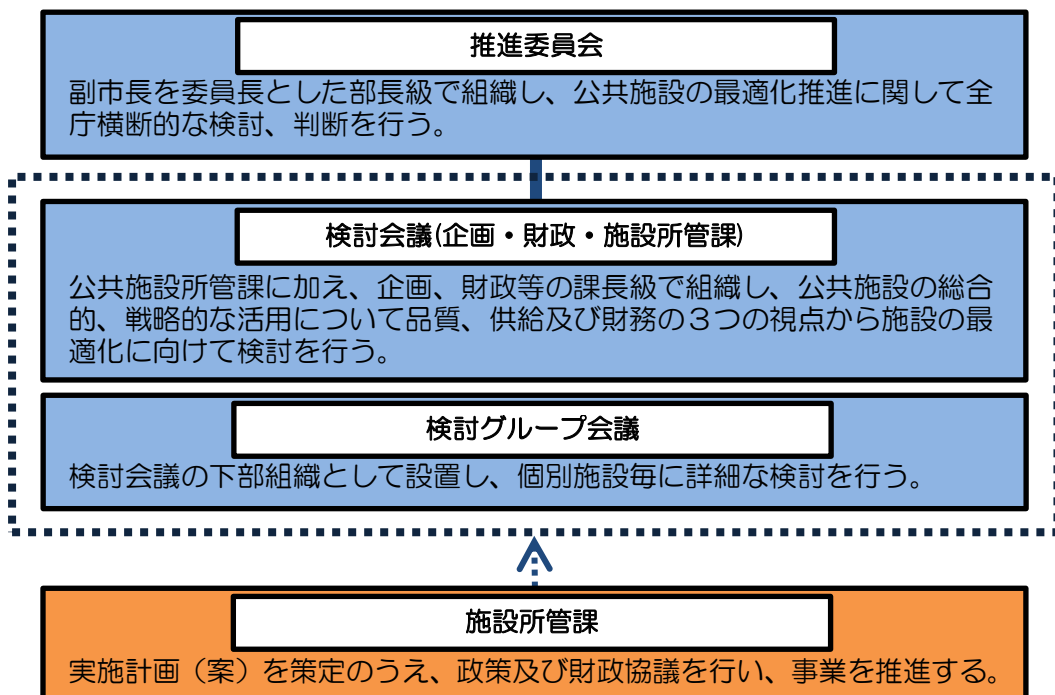 推進委員会
副市長を委員長とした部長級で組織し、公共施設の最適化推進に関して全
庁横断的な検討、判断を行う。
検討会議(企画・財政・施設所管課)
公共施設所管課に加え、企画、財政等の課長級で組織し、公共施設の総合
的、戦略的な活用について品質、供給及び財務の３つの視点から施設の最
適化に向けて検討を行う。
検討グループ会議
検討会議の下部組織として設置し、個別施設毎に詳細な検討を行う。
施設所管課
実施計画（案）を策定のうえ、政策及び財政協議を行い、事業を推進する。